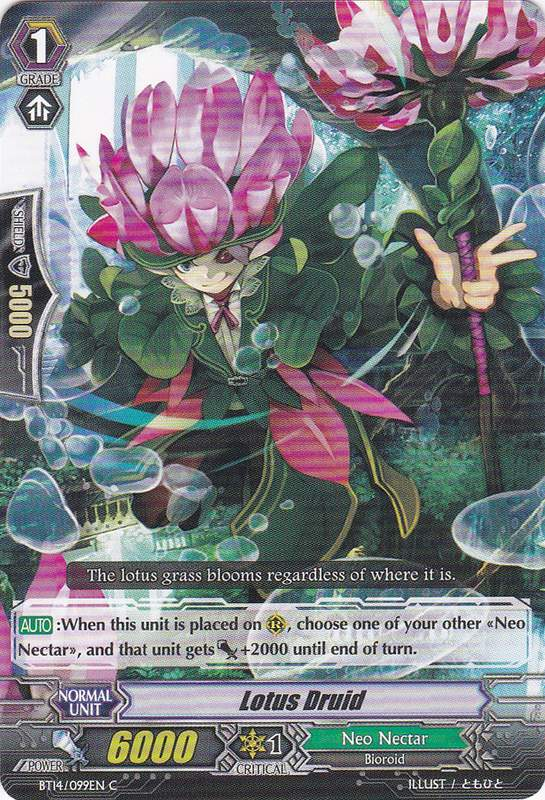 1
GRADE
SHIELD
5000
The lotus grass blooms regardless of where it is.
AUTO:When this unit is placed on R, choose one of your other «Neo
Nectar», and that unit gets +2000 until end of turn.
NORMAL
UNIT
Lotus Druid
POWER
6000
1
CRITICAL
Neo Nectar
Bioroid
BT14/099EN C
ILLUST / ともひと